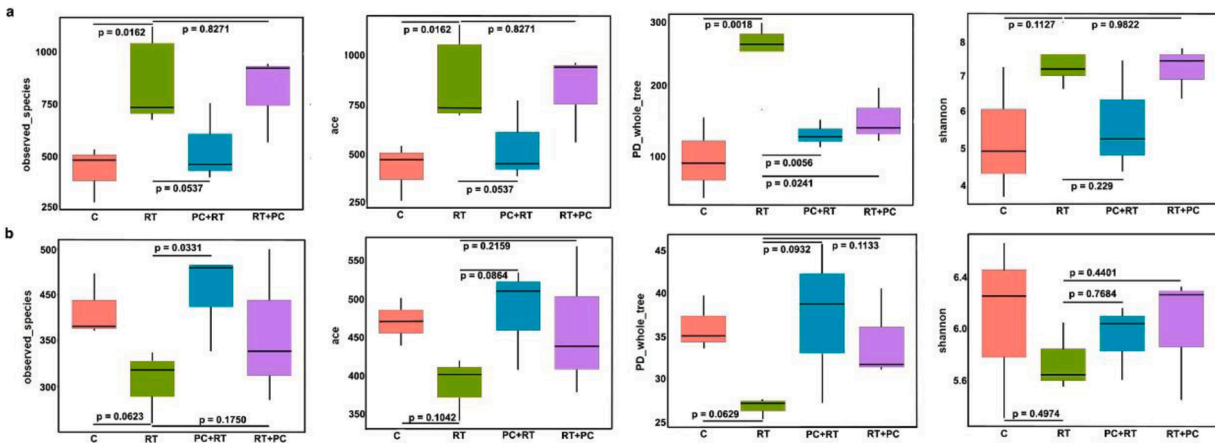 a
observed_species
1000
750
500
250
p = 0.0162
p = 0.8271
p = 0.0537
C RT PC+RT RT+PC
ace
1000
750
500
250
p = 0.0162
p = 0.8271
p = 0.0537
C RT PC+RT RT+PC
PD_whole_tree
300
200
100
p = 0.0018
p = 0.0056
p = 0.0241
C RT PC+RT RT+PC
shannon
8
7
6
5
4
p = 0.1127
p = 0.9822
p = 0.229
C RT PC+RT RT+PC
b
observed_species
500
450
350
300
p = 0.0331
p = 0.0623
p = 0.1750
C RT PC+RT RT+PC
ace
550
500
450
400
350
p = 0.2159
p = 0.0864
p = 0.1042
C RT PC+RT RT+PC
PD_whole_tree
45
40
35
30
25
p = 0.0932
p = 0.1133
p = 0.0629
C RT PC+RT RT+PC
shannon
6.4
6.0
5.6
p = 0.4401
p = 0.7684
p = 0.4974
C RT PC+RT RT+PC